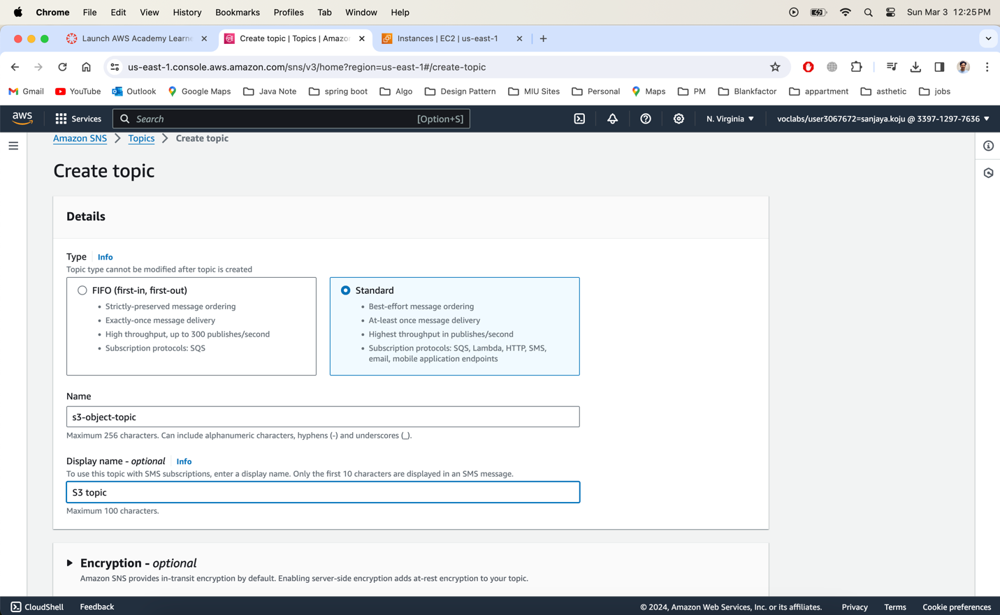 Chrome File Edit View History Bookmarks Profiles Tab Window Help Sun Mar 3 12:25 PM
Launch AWS Academy Learne Create topic | Topics | Amazon Instances | EC2 | us-east-1
us-east-1.console.aws.amazon.com/sns/v3/home?region=us-east-1#/create-topic
Gmail YouTube Outlook Google Maps Java Note spring boot Algo Design Pattern MIU Sites Personal Maps PM Blankfactor appartment asthetic jobs
aws Services Search [Option+S] N. Virginia voclabs/user3067672=sanjaya.koju @ 3397-1297-7636
Amazon SNS Topics Create topic
Create topic
Details
Type Info
Topic type cannot be modified after topic is created
FIFO (first-in, first-out)
• Strictly-preserved message ordering
• Exactly-once message delivery
• High throughput, up to 300 publishes/second
• Subscription protocols: SQS
Standard
• Best-effort message ordering
• At-least once message delivery
• Highest throughput in publishes/second
• Subscription protocols: SQS, Lambda, HTTP, SMS,
email, mobile application endpoints
Name
s3-object-topic
Maximum 256 characters. Can include alphanumeric characters, hyphens (-) and underscores (_).
Display name - optional Info
To use this topic with SMS subscriptions, enter a display name. Only the first 10 characters are displayed in an SMS message.
S3 topic
Maximum 100 characters.
Encryption - optional
Amazon SNS provides in-transit encryption by default. Enabling server-side encryption adds at-rest encryption to your topic.
CloudShell Feedback © 2024, Amazon Web Services, Inc. or its affiliates. Privacy Terms Cookie preferences